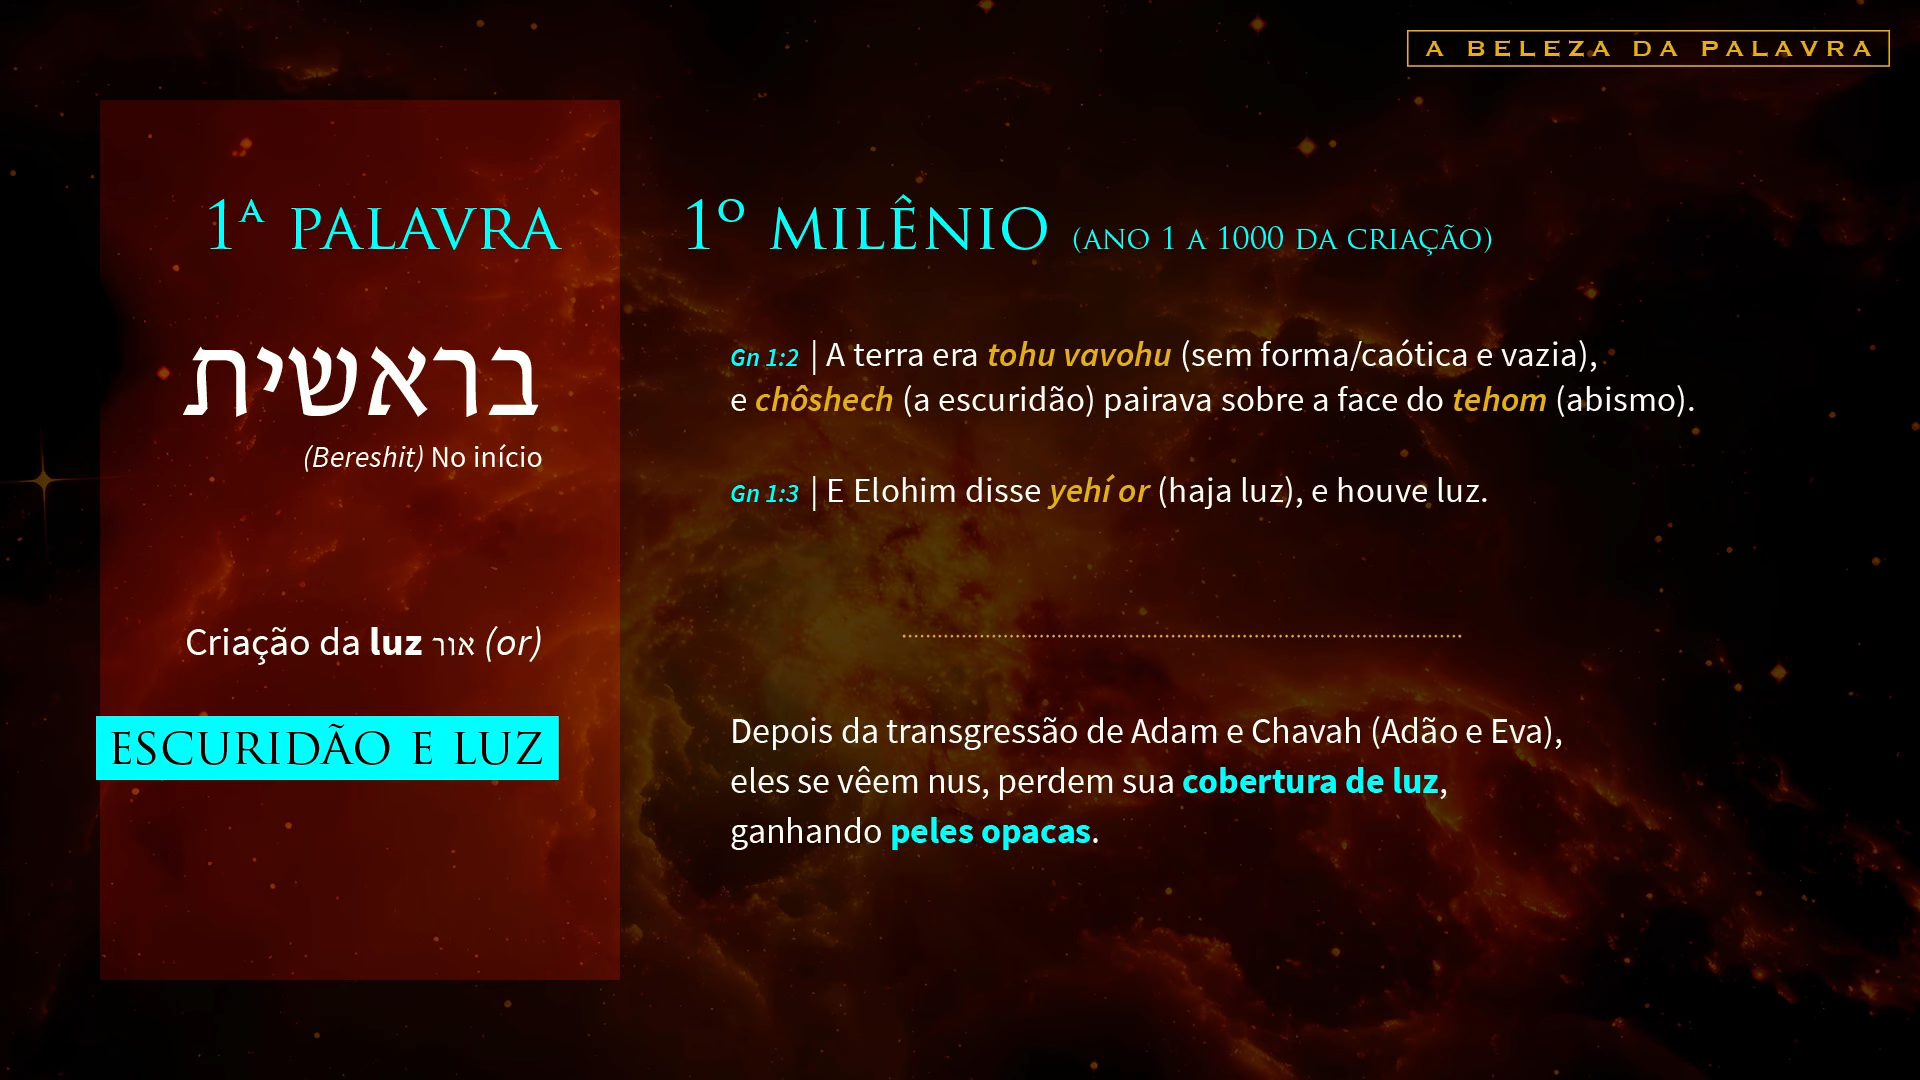 A BELEZA DA PALAVRA
1ª PALAVRA
בראשית
(Bereshit) No início
Criação da luz אור (or)
ESCURIDÃO E LUZ
1º MILÊNIO (ANO 1 A 1000 DA CRIAÇÃO)
Gn 1:2 | A terra era tohu vavohu (sem forma/caótica e vazia),
e chôshech (a escuridão) pairava sobre a face do tehom (abismo).
Gn 1:3 | E Elohim disse yehí or (haja luz), e houve luz.
Depois da transgressão de Adam e Chavah (Adão e Eva),
eles se vêem nus, perdem sua cobertura de luz,
ganhando peles opacas.